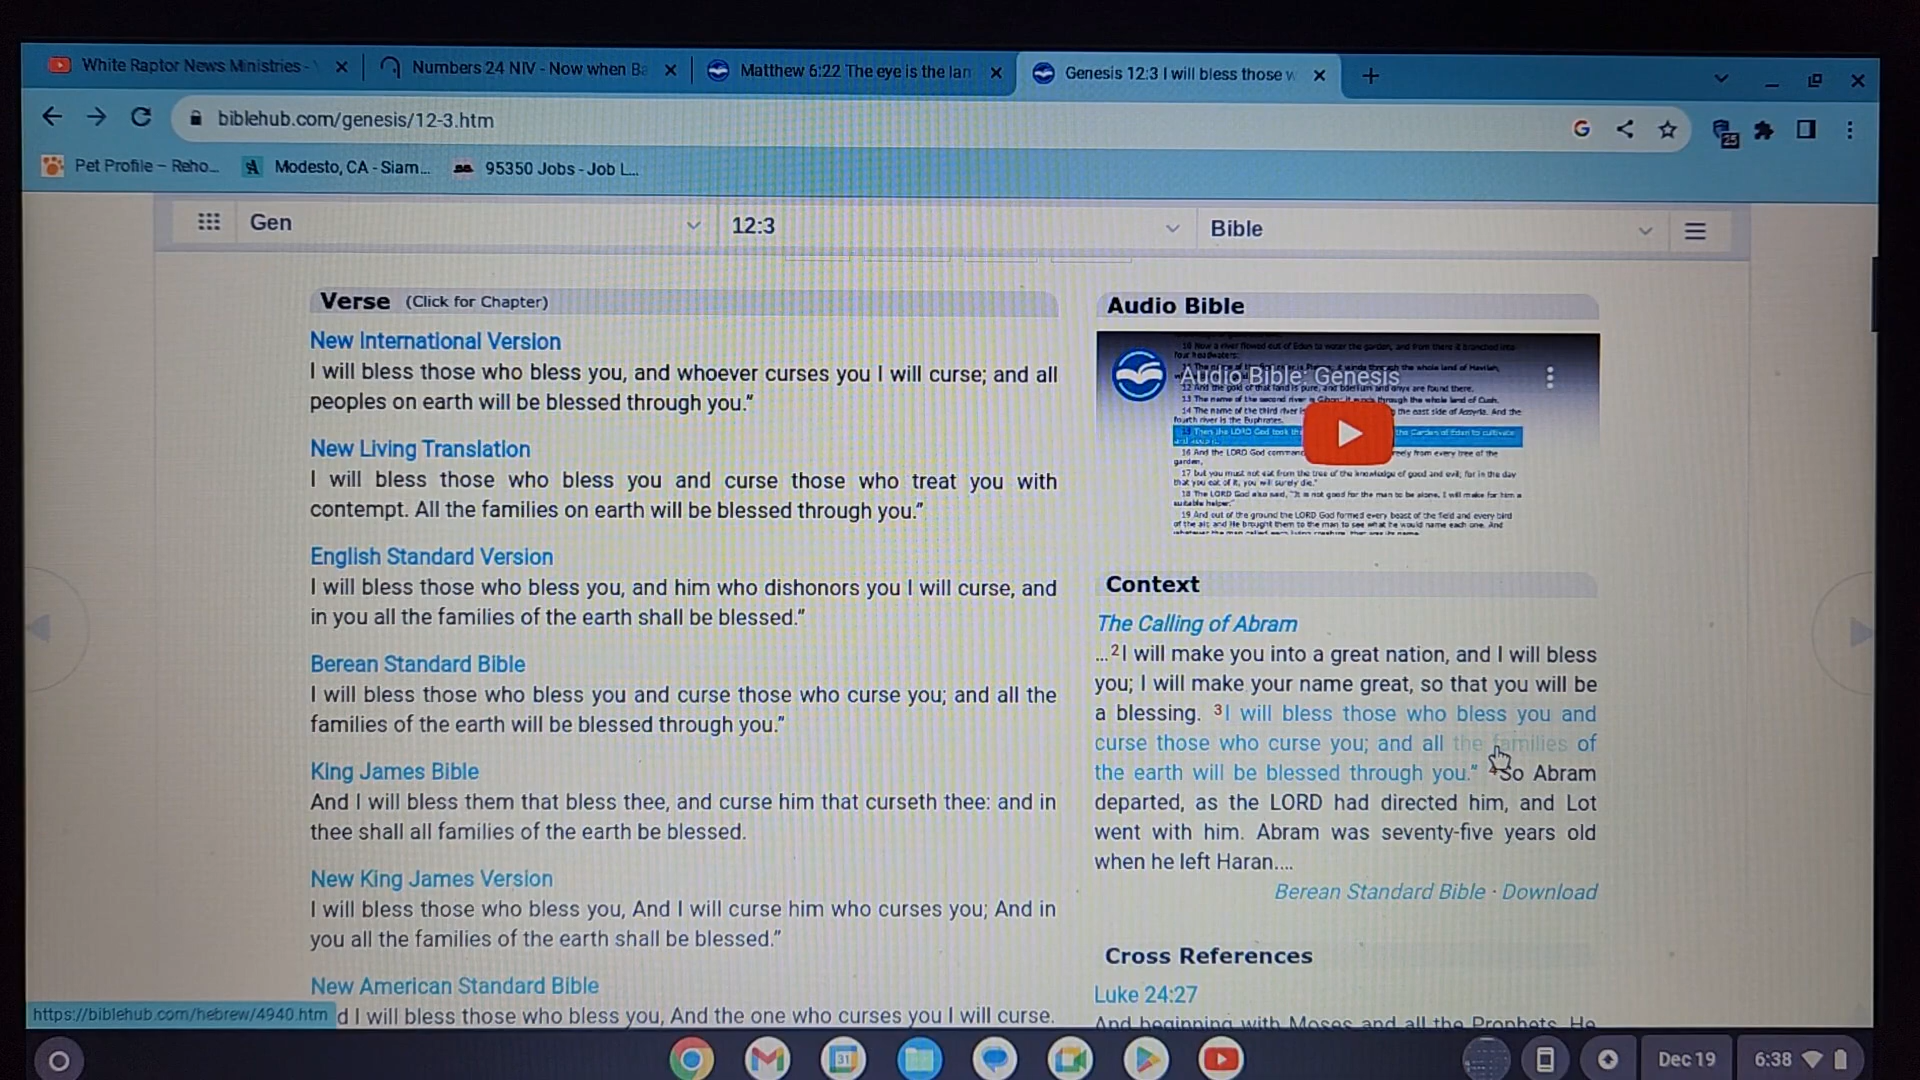 White Raptor News Ministries -
Numbers 24 NIV - Now when Ba
Matthew 6:22 The eye is the lan
Genesis 12:3 I will bless those w
biblehub.com/genesis/12-3.htm
25
Pet Profile – Reho...
Modesto, CA - Siam...
95350 Jobs - Job L...
Gen
12:3
Bible
Verse (Click for Chapter)
New International Version
I will bless those who bless you, and whoever curses you I will curse; and all
peoples on earth will be blessed through you.”
New Living Translation
I will bless those who bless you and curse those who treat you with
contempt. All the families on earth will be blessed through you.”
English Standard Version
I will bless those who bless you, and him who dishonors you I will curse, and
in you all the families of the earth shall be blessed.”
Berean Standard Bible
I will bless those who bless you and curse those who curse you; and all the
families of the earth will be blessed through you.”
King James Bible
And I will bless them that bless thee, and curse him that curseth thee: and in
thee shall all families of the earth be blessed.
New King James Version
I will bless those who bless you, And I will curse him who curses you; And in
you all the families of the earth shall be blessed.”
New American Standard Bible
d I will bless those who bless you, And the one who curses you I will curse.
https://biblehub.com/hebrew/4940.htm
Audio Bible
Audio Bible: Genesis
Context
The Calling of Abram
...2I will make you into a great nation, and I will bless
you; I will make your name great, so that you will be
a blessing. 3I will bless those who bless you and
curse those who curse you; and all the families of
the earth will be blessed through you.” 4So Abram
departed, as the LORD had directed him, and Lot
went with him. Abram was seventy-five years old
when he left Haran....
Berean Standard Bible · Download
Cross References
Luke 24:27
And beginning with Moses and all the Prophets, He
31
Dec 19
6:38